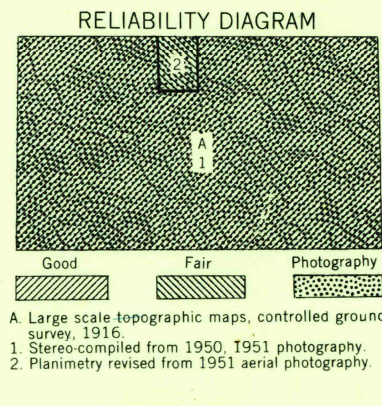 RELIABILITY DIAGRAM
2
A
1
Good Fair Photography
A. Large scale topographic maps, controlled ground
survey, 1916.
1. Stereo-compiled from 1950, 1951 photography.
2. Planimetry revised from 1951 aerial photography.